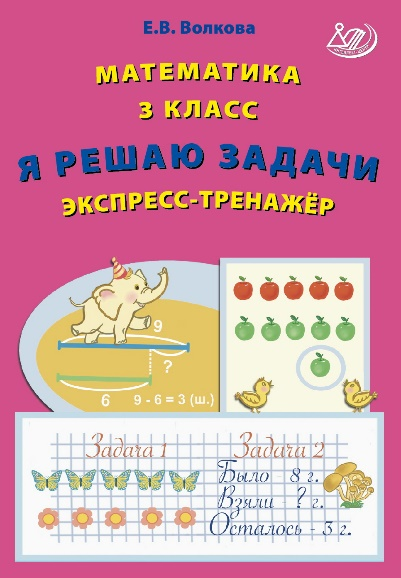 Е.В. Волкова
МАТЕМАТИКА
3 КЛАСС
Я РЕШАЮ ЗАДАЧИ
ЭКСПРЕСС-ТРЕНАЖЁР
9
?
6
9 - 6 = 3 (ш.)
Задача 1
Задача 2
Было 8 г.
Взяли - ? г.
Осталось - 3 г.